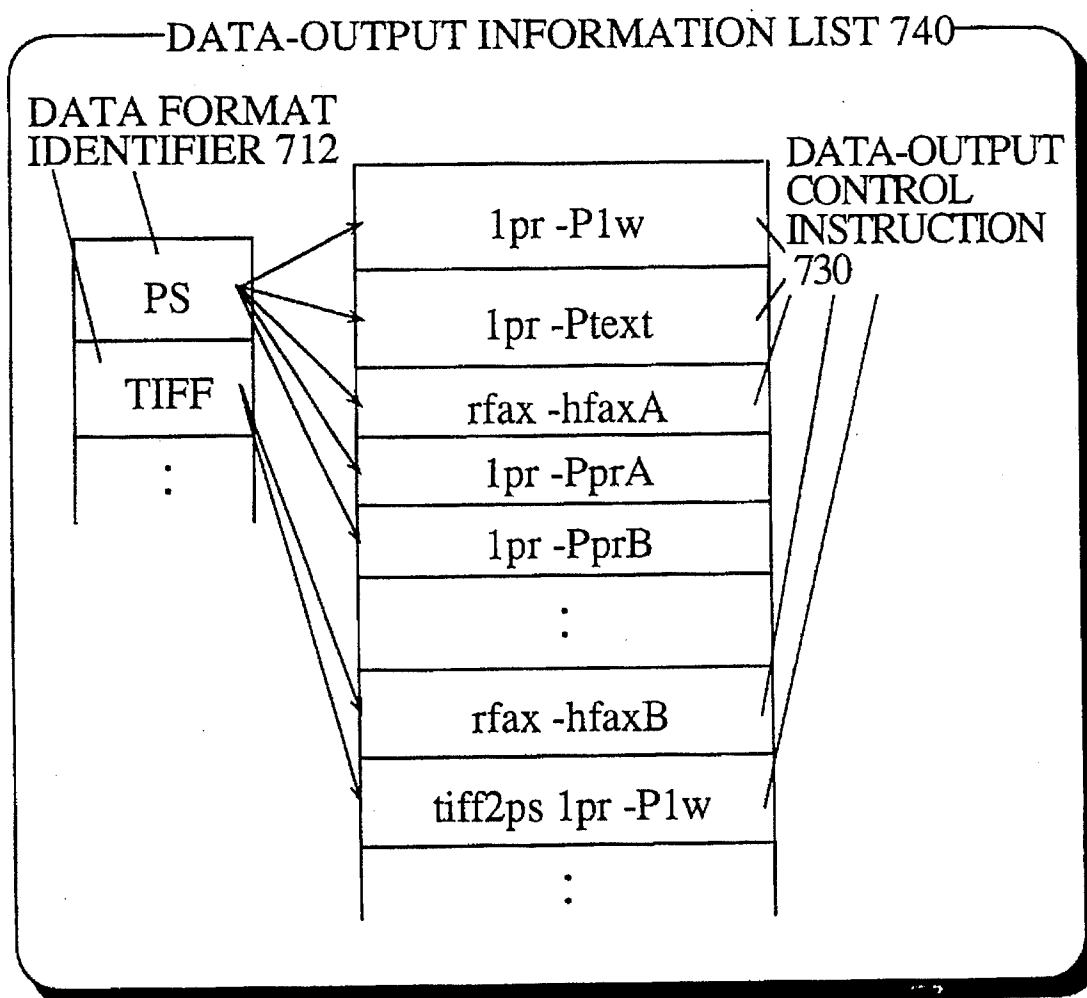 DATA-OUTPUT INFORMATION LIST 740
DATA FORMAT
IDENTIFIER 712
PS
TIFF
:
1pr -P1w
1pr -Ptext
rfax -hfaxA
1pr -PprA
1pr -PprB
:
rfax -hfaxB
tiff2ps 1pr -P1w
:
DATA-OUTPUT
CONTROL
INSTRUCTION
730